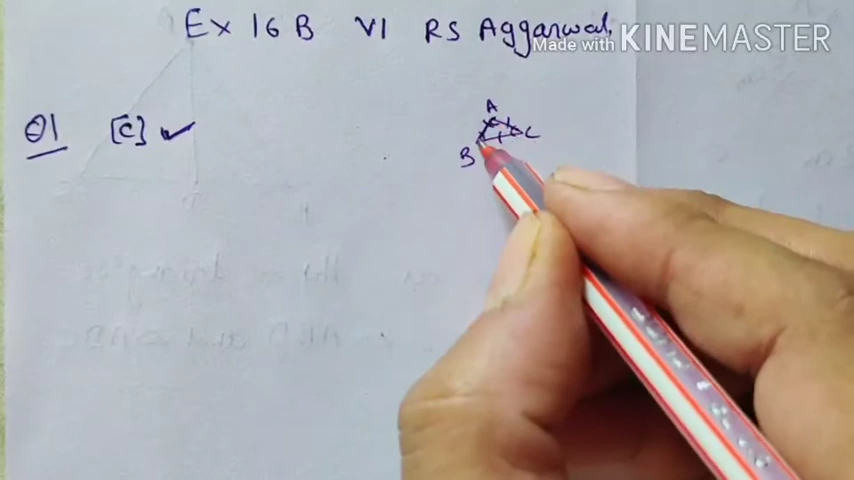 Ex 16 B VI RS Aggarwal
Made with KINEMASTER
Q1 [C] ✓
A
B
C